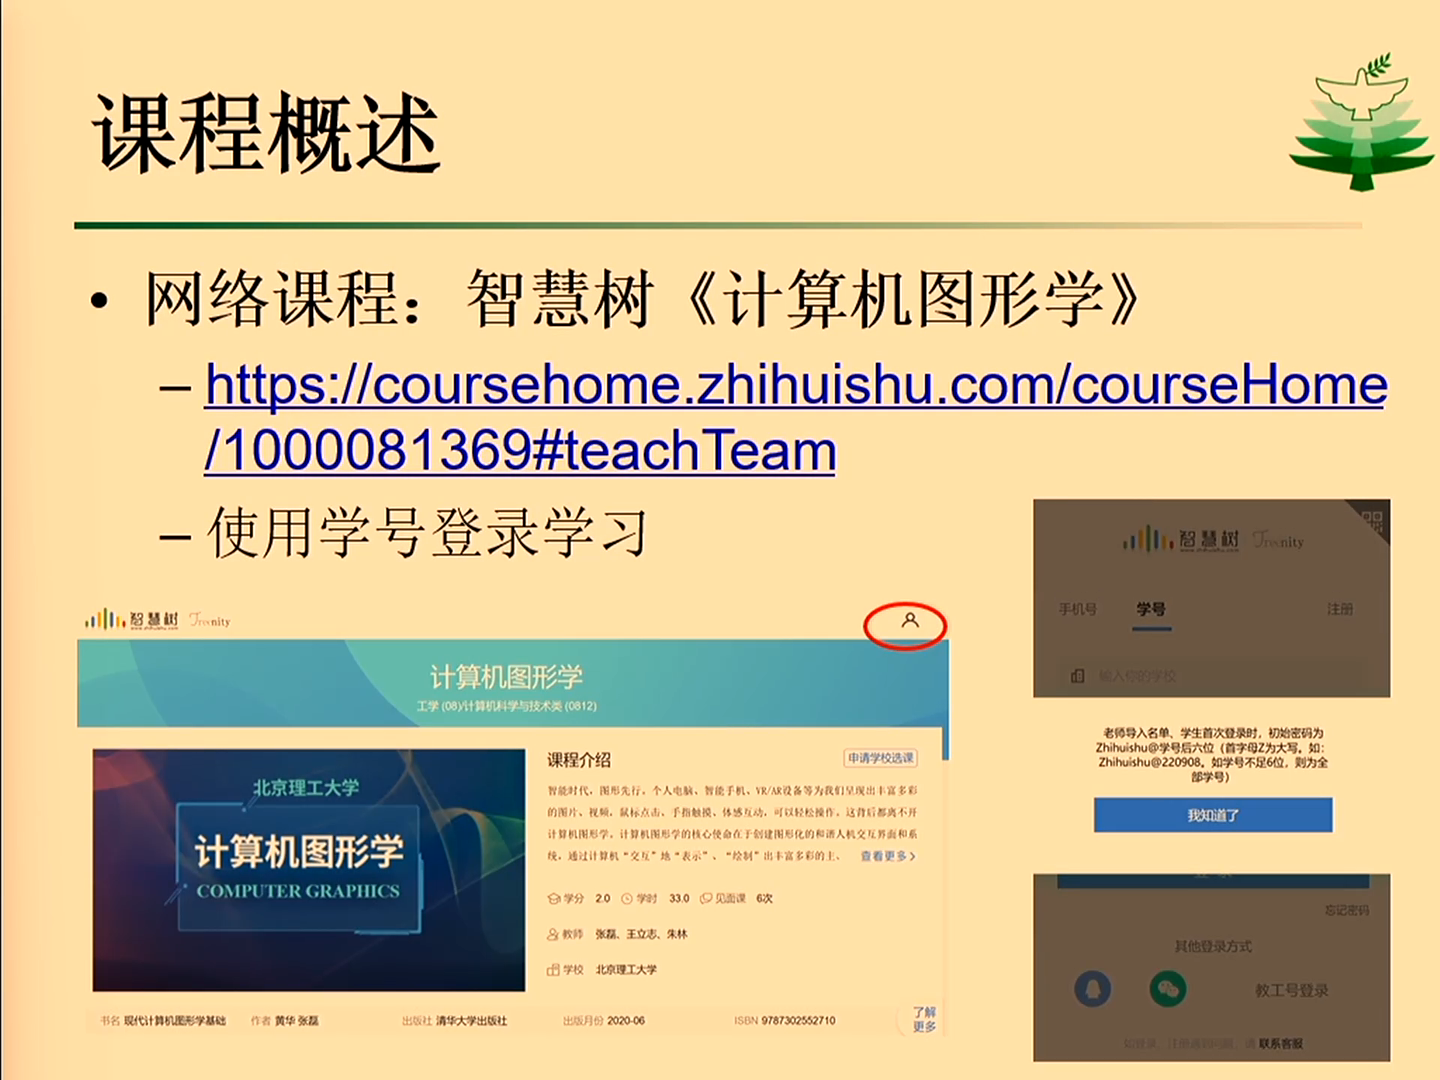 课程概述
• 网络课程：智慧树《计算机图形学》
– https://coursehome.zhihuishu.com/courseHome
/1000081369#teachTeam
– 使用学号登录学习
智慧树 Treenity
www.zhihuishu.com
计算机图形学
工学 (08)/计算机科学与技术类 (0812)
北京理工大学
计算机图形学
COMPUTER GRAPHICS
课程介绍 申请学校选课
智能时代，图形先行。个人电脑、智能手机、VR/AR设备等为我们呈现出丰富多彩
的图片、视频，鼠标点击、手指触摸、体感互动，可以轻松操作，这背后都离不开
计算机图形学。计算机图形学的核心使命在于创建图形化的和谐人机交互界面和系
统，通过计算机“交互”地“表示”、“绘制”出丰富多彩的主、 查看更多>
学分 2.0 学时 33.0 见面课 6次
教师 张磊、王立志、朱林
学校 北京理工大学
书名 现代计算机图形学基础 作者 黄华 张磊 出版社 清华大学出版社 出版月份 2020-06 ISBN 9787302552710
了解
更多
智慧树 Treenity
www.zhihuishu.com
手机号 学号 注册
输入你的学校
老师导入名单、学生首次登录时，初始密码为
Zhihuishu@学号后六位（首字母Z为大写。如：
Zhihuishu@220908。如学号不足6位，则为全
部学号）
我知道了
忘记密码
其他登录方式
教工号登录
联系客服